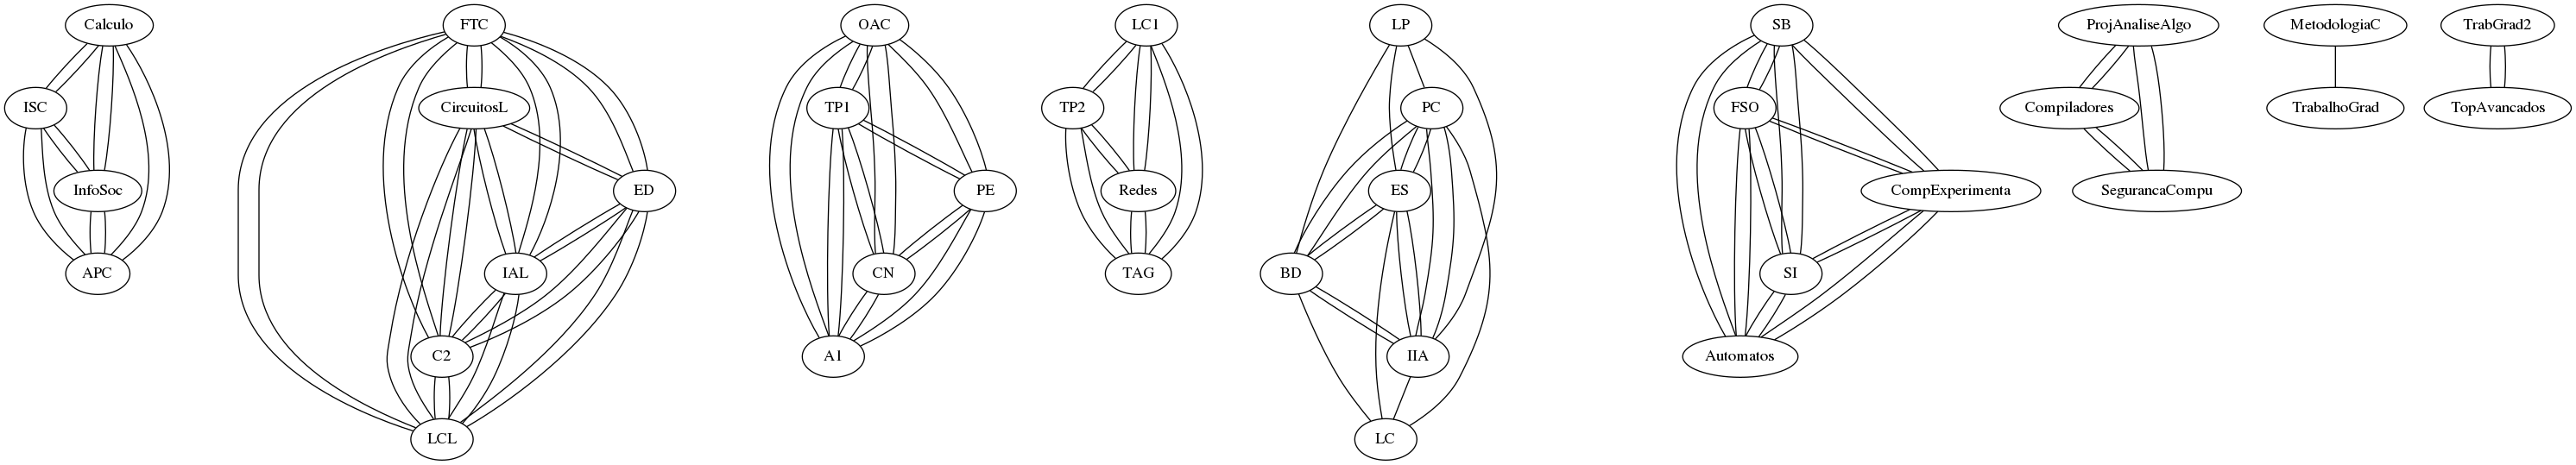 Calculo
ISC
InfoSoc
APC
FTC
CircuitosL
ED
IAL
C2
LCL
OAC
TP1
PE
CN
A1
LC1
TP2
Redes
TAG
LP
PC
ES
BD
IIA
LC
SB
FSO
CompExperimenta
SI
Automatos
ProjAnaliseAlgo
Compiladores
SegurancaCompu
MetodologiaC
TrabalhoGrad
TrabGrad2
TopAvancados